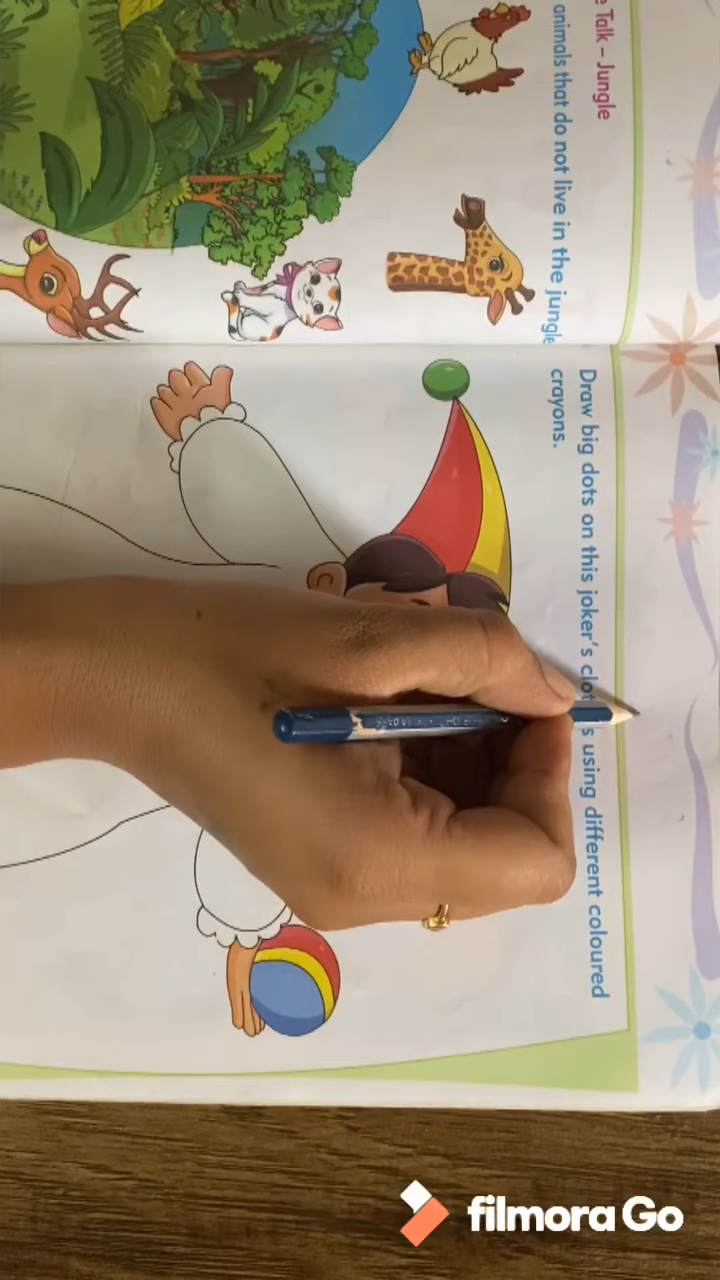 e Talk – Jungle
animals that do not live in the jungle
Draw big dots on this joker's clot s using different coloured
crayons.
filmora Go